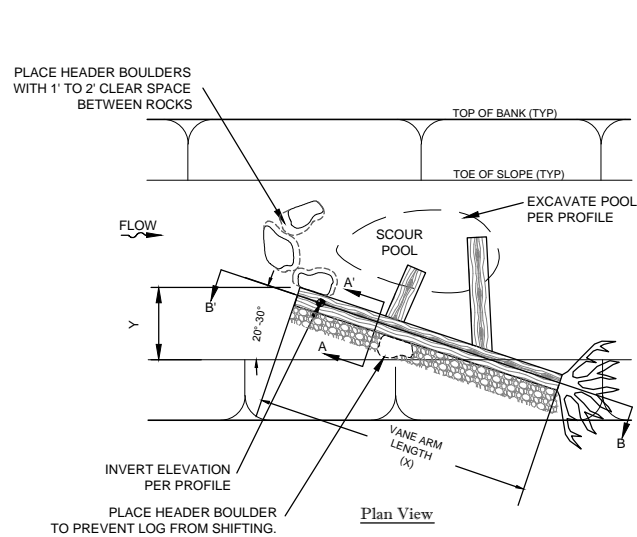 PLACE HEADER BOULDERS
WITH 1' TO 2' CLEAR SPACE
BETWEEN ROCKS
TOP OF BANK (TYP)
TOE OF SLOPE (TYP)
EXCAVATE POOL
PER PROFILE
FLOW
SCOUR
POOL
A'
B'
Y
20°-30°
A
VANE ARM
LENGTH
(X)
B
INVERT ELEVATION
PER PROFILE
PLACE HEADER BOULDER
TO PREVENT LOG FROM SHIFTING.
Plan View